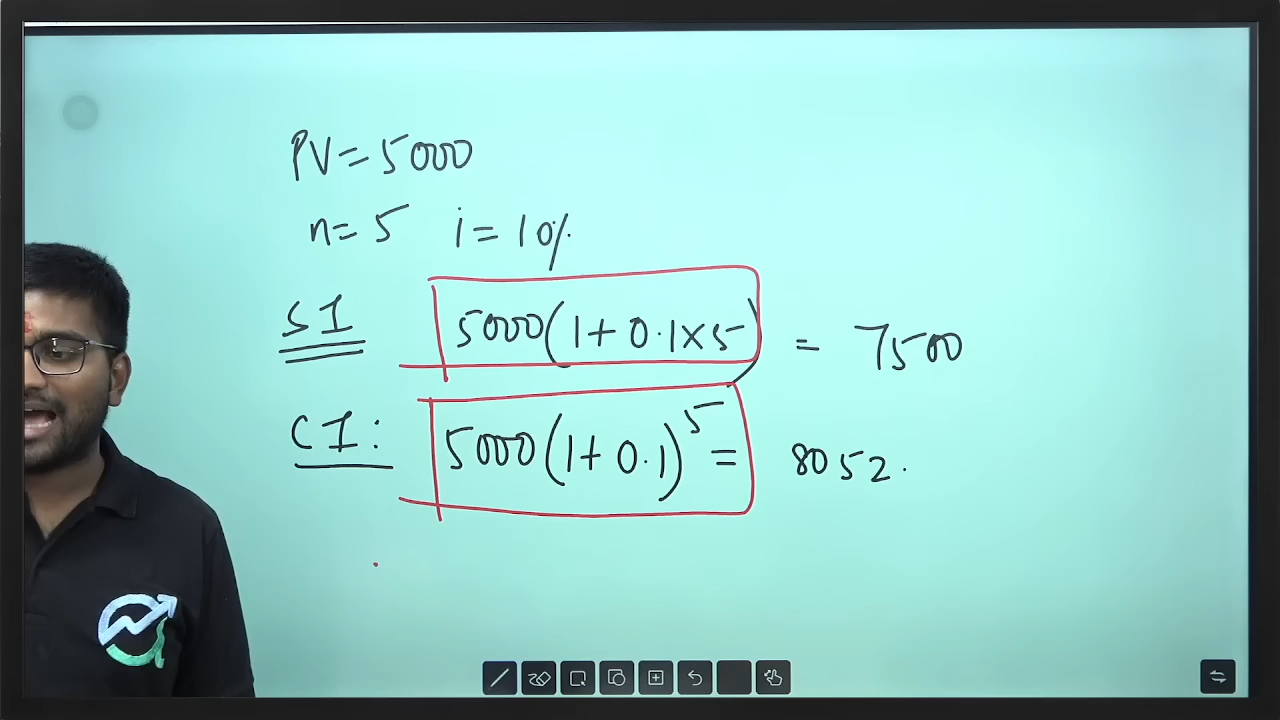 PV=5000
n=5 i=10%
SI 5000(1+0.1×5) = 7500
CI: 5000(1+0.1)⁵ = 8052.